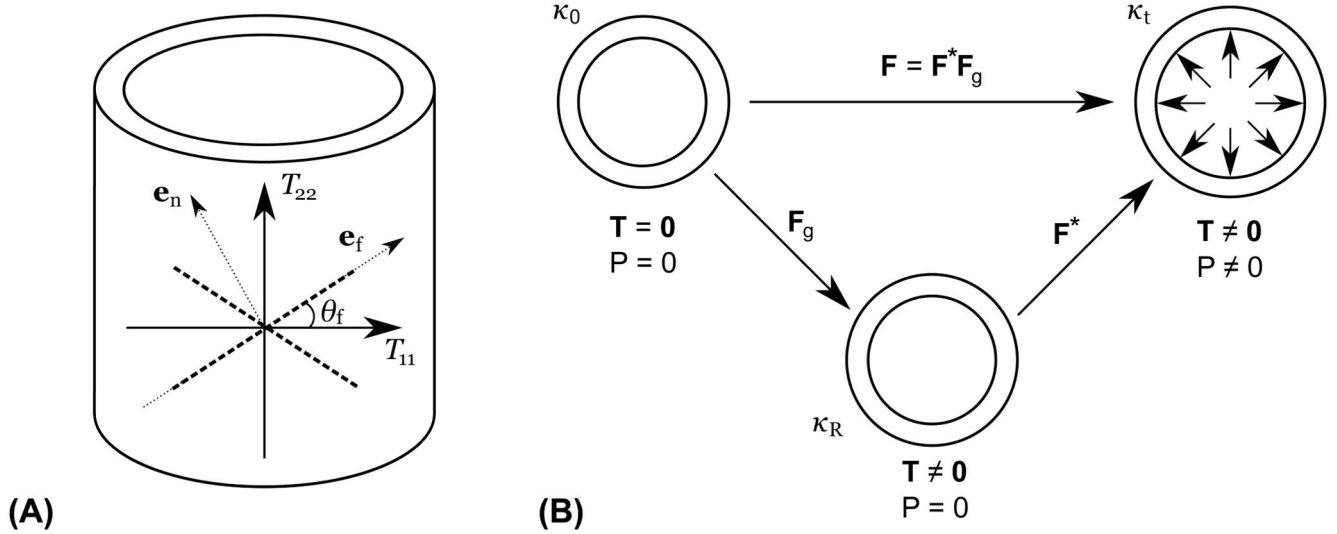 e_n
T_22
e_f
θ_f
T_11
(A)
κ_0
T = 0
P = 0
F = F*F_g
κ_t
T ≠ 0
P ≠ 0
F_g
F*
κ_R
T ≠ 0
P = 0
(B)